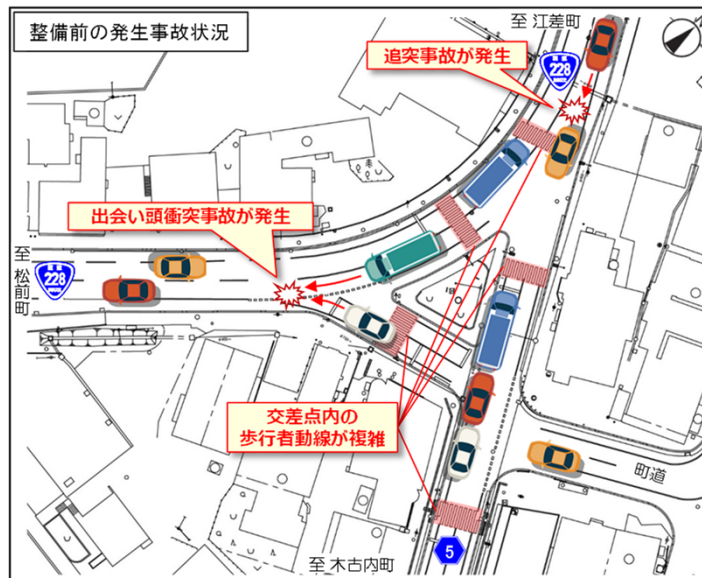 整備前の発生事故状況
至 江差町
228
追突事故が発生
出会い頭衝突事故が発生
至 松前町
228
交差点内の
歩行者動線が複雑
町道
5
至 木古内町